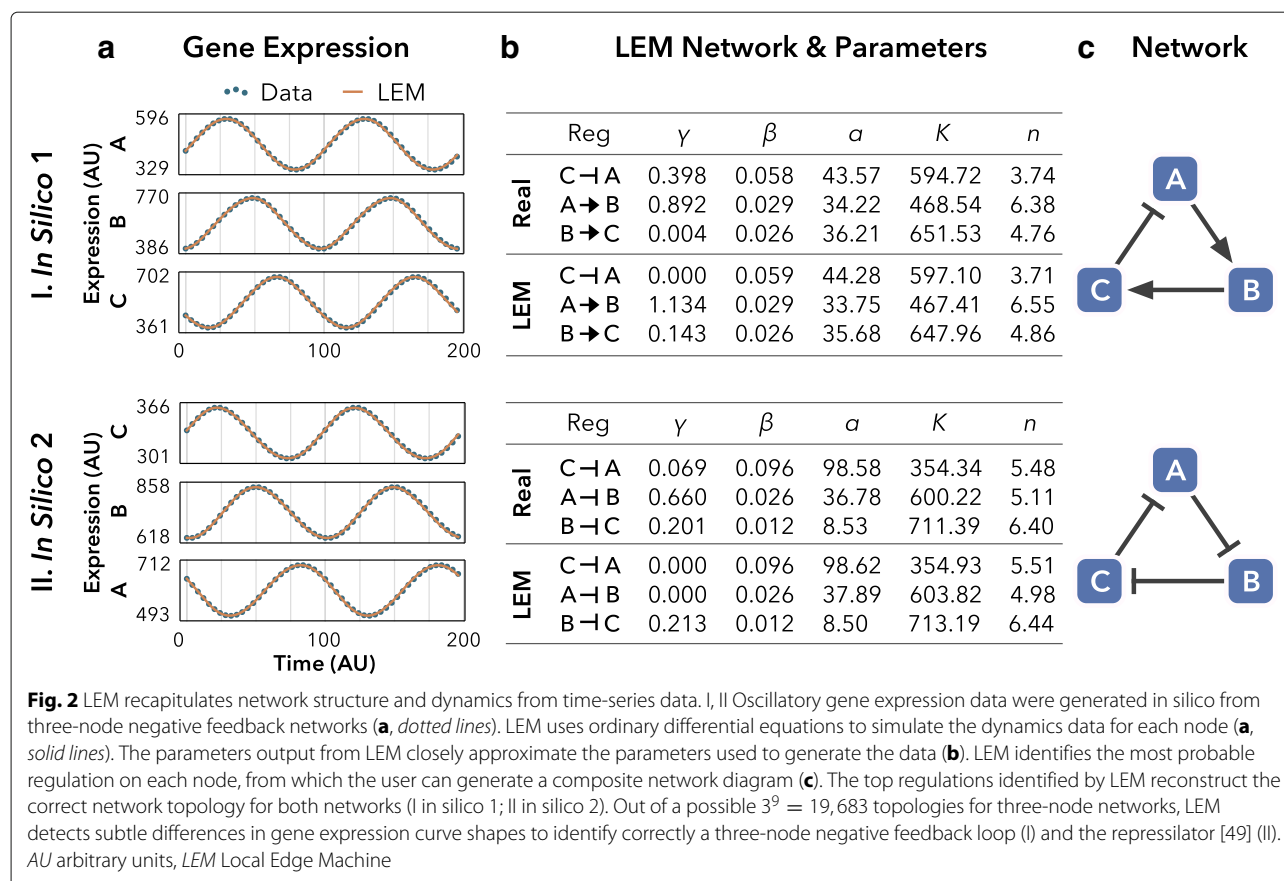 a Gene Expression b LEM Network & Parameters c Network
Data LEM
I. In Silico 1
Expression (AU)
596
A
329
770
B
386
702
C
361
0 100 200
Reg γ β α K n
Real
C ⊣ A 0.398 0.058 43.57 594.72 3.74
A → B 0.892 0.029 34.22 468.54 6.38
B → C 0.004 0.026 36.21 651.53 4.76
LEM
C ⊣ A 0.000 0.059 44.28 597.10 3.71
A → B 1.134 0.029 33.75 467.41 6.55
B → C 0.143 0.026 35.68 647.96 4.86
A
C B
II. In Silico 2
Expression (AU)
366
C
301
858
B
618
712
A
493
0 100 200
Time (AU)
Reg γ β α K n
Real
C ⊣ A 0.069 0.096 98.58 354.34 5.48
A ⊣ B 0.660 0.026 36.78 600.22 5.11
B ⊣ C 0.201 0.012 8.53 711.39 6.40
LEM
C ⊣ A 0.000 0.096 98.62 354.93 5.51
A ⊣ B 0.000 0.026 37.89 603.82 4.98
B ⊣ C 0.213 0.012 8.50 713.19 6.44
A
C B
Fig. 2 LEM recapitulates network structure and dynamics from time-series data. I, II Oscillatory gene expression data were generated in silico from
three-node negative feedback networks (a, dotted lines). LEM uses ordinary differential equations to simulate the dynamics data for each node (a,
solid lines). The parameters output from LEM closely approximate the parameters used to generate the data (b). LEM identifies the most probable
regulation on each node, from which the user can generate a composite network diagram (c). The top regulations identified by LEM reconstruct the
correct network topology for both networks (I in silico 1; II in silico 2). Out of a possible 3⁹ = 19, 683 topologies for three-node networks, LEM
detects subtle differences in gene expression curve shapes to identify correctly a three-node negative feedback loop (I) and the repressilator [49] (II).
AU arbitrary units, LEM Local Edge Machine